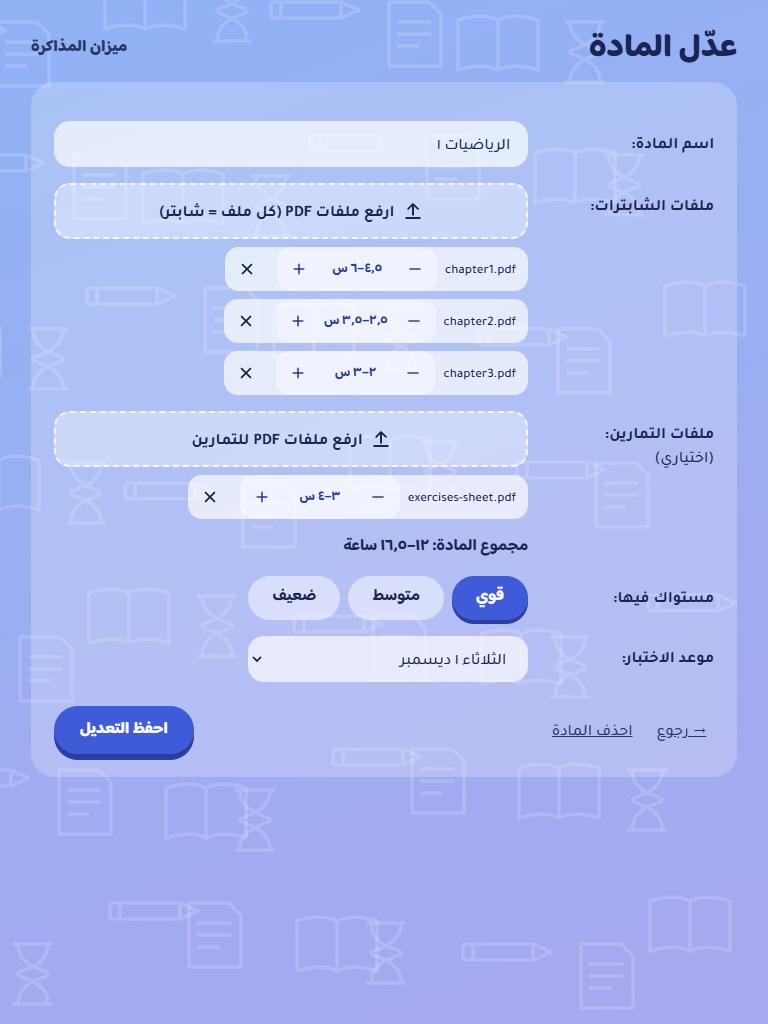 عدّل المادة
ميزان المذاكرة
اسم المادة:
الرياضيات ١
ملفات الشابترات:
ارفع ملفات PDF (كل ملف = شابتر)
chapter1.pdf − ٤,٥–٦ س + ×
chapter2.pdf − ٢,٥–٣,٥ س + ×
chapter3.pdf − ٢–٣ س + ×
ملفات التمارين:
(اختياري)
ارفع ملفات PDF للتمارين
exercises-sheet.pdf − ٣–٤ س + ×
مجموع المادة: ١٢–١٦,٥ ساعة
مستواك فيها:
قوي
متوسط
ضعيف
موعد الاختبار:
الثلاثاء ١ ديسمبر
→ رجوع
احذف المادة
احفظ التعديل